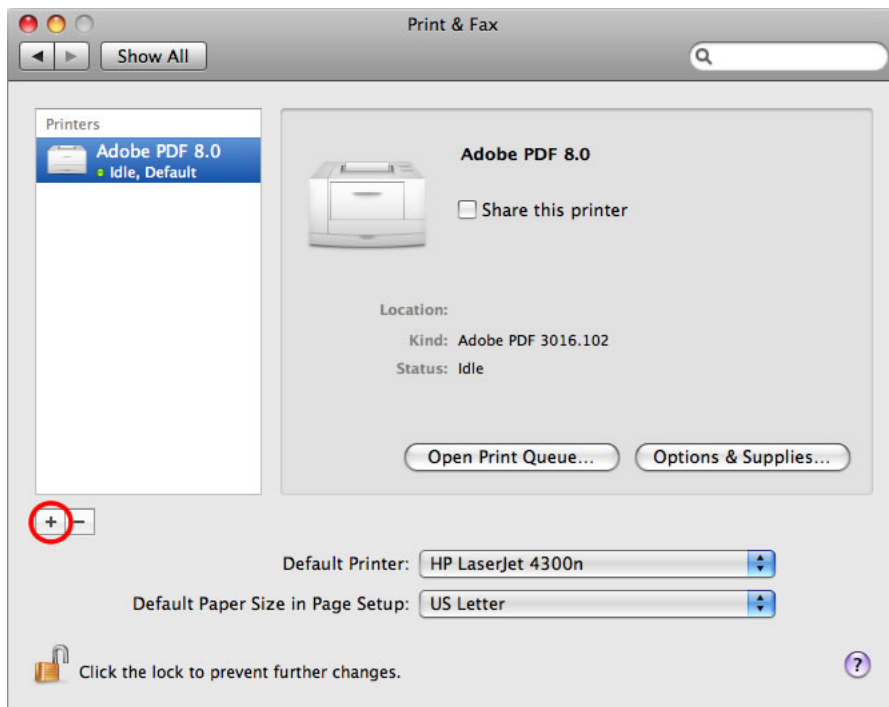 Print & Fax
Show All
Printers
Adobe PDF 8.0
Idle, Default
Adobe PDF 8.0
Share this printer
Location:
Kind: Adobe PDF 3016.102
Status: Idle
Open Print Queue... Options & Supplies...
+ −
Default Printer: HP LaserJet 4300n
Default Paper Size in Page Setup: US Letter
Click the lock to prevent further changes. ?